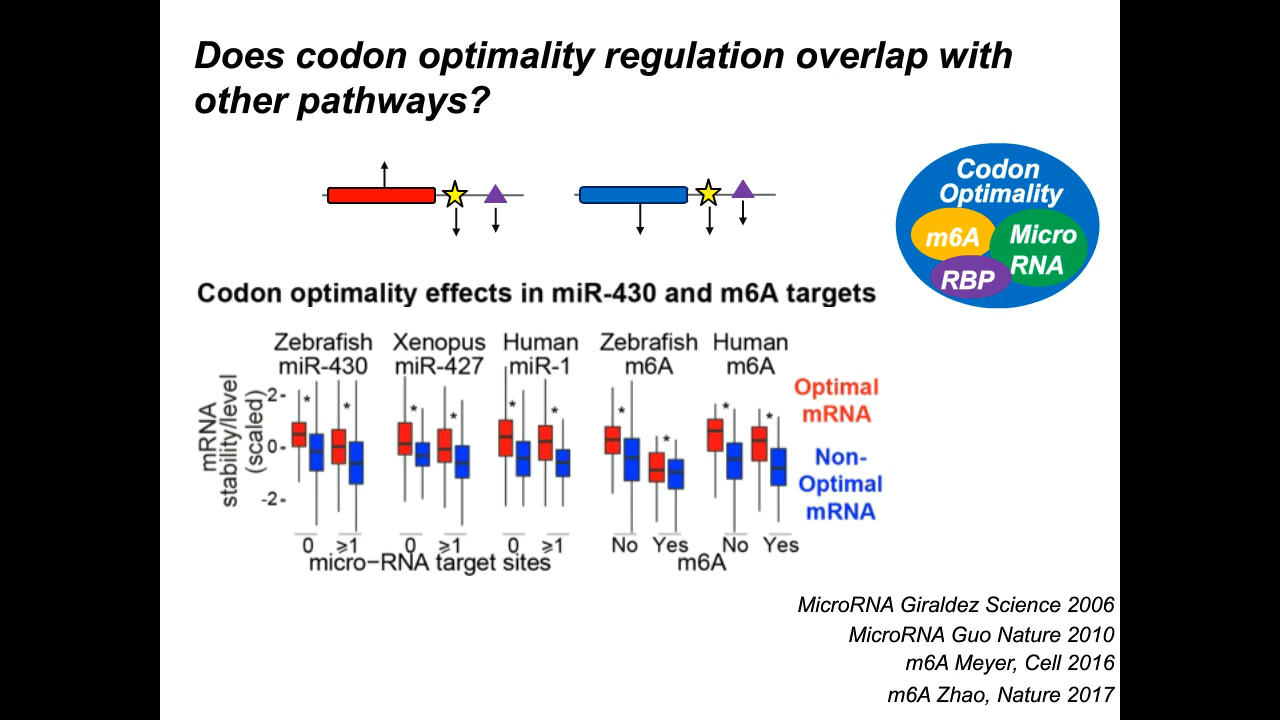 Does codon optimality regulation overlap with
other pathways?
Codon
Optimality
m6A
Micro
RNA
RBP
Codon optimality effects in miR-430 and m6A targets
Zebrafish
miR-430
Xenopus
miR-427
Human
miR-1
Zebrafish
m6A
Human
m6A
mRNA
stability/level
(scaled)
2-
0-
-2-
* * * * * * * * * *
Optimal
mRNA
Non-
Optimal
mRNA
0 ⩾1 0 ⩾1 0 ⩾1 No Yes No Yes
micro−RNA target sites
m6A
MicroRNA Giraldez Science 2006
MicroRNA Guo Nature 2010
m6A Meyer, Cell 2016
m6A Zhao, Nature 2017